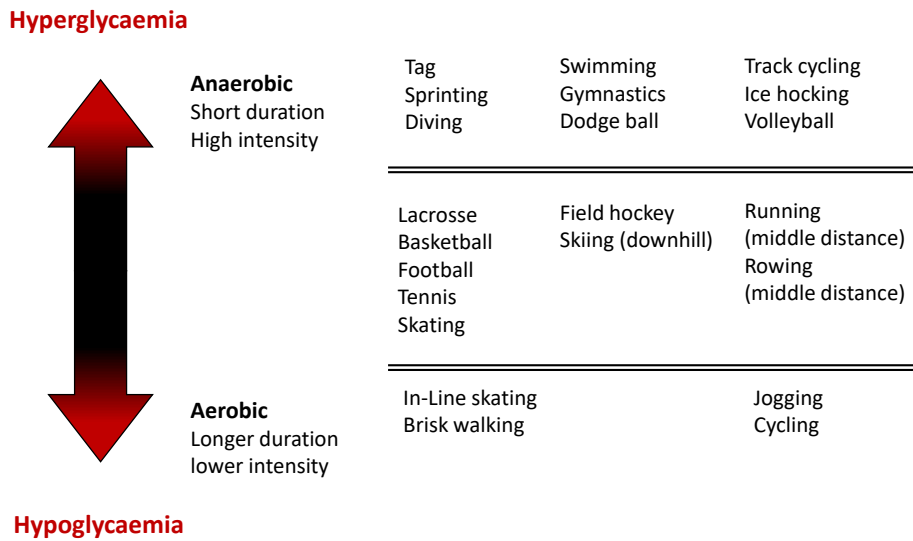 Hyperglycaemia
Anaerobic
Short duration
High intensity
Tag
Sprinting
Diving
Swimming
Gymnastics
Dodge ball
Track cycling
Ice hocking
Volleyball
Lacrosse
Basketball
Football
Tennis
Skating
Field hockey
Skiing (downhill)
Running
(middle distance)
Rowing
(middle distance)
Aerobic
Longer duration
lower intensity
In-Line skating
Brisk walking
Jogging
Cycling
Hypoglycaemia